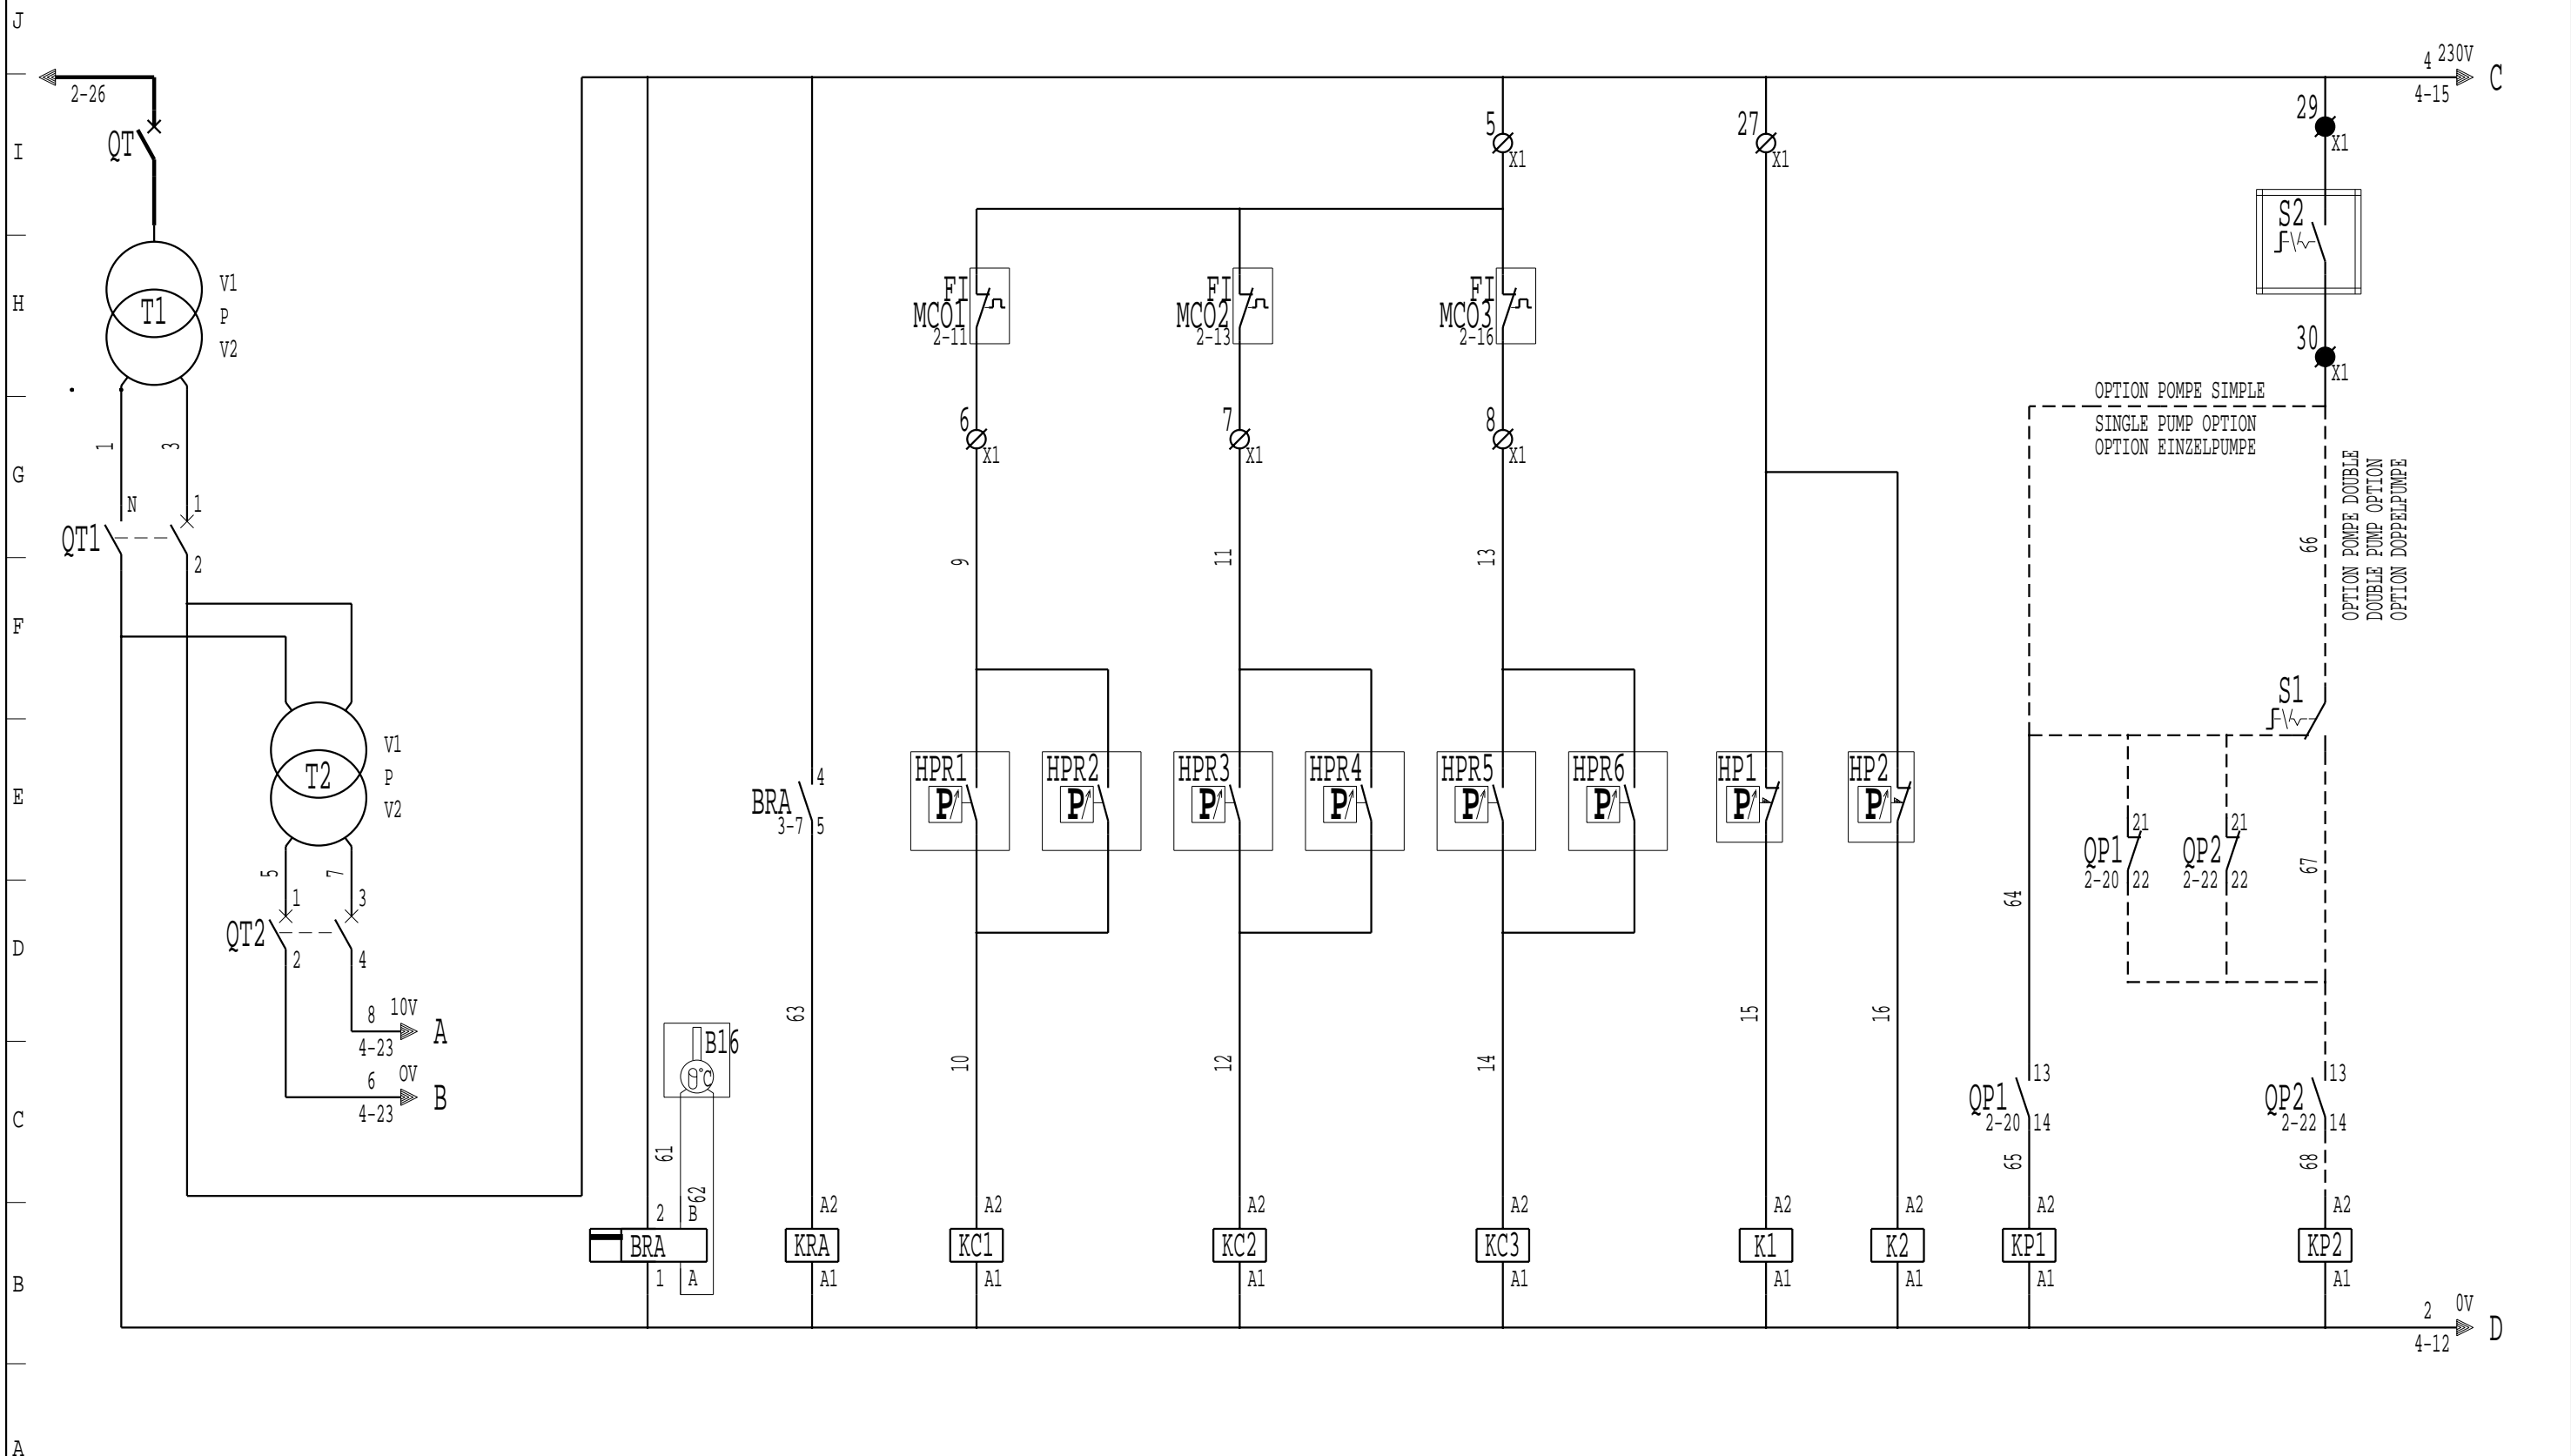 J
4 230V
C
2-26
4-15
29
X1
QT
I
5
X1
27
X1
S2
V1
T1
P
V2
H
FI
MCO1
2-11
FI
MCO2
2-13
FI
MCO3
2-16
30
X1
OPTION POMPE SIMPLE
SINGLE PUMP OPTION
OPTION EINZELPUMPE
6
X1
7
X1
8
X1
1
3
G
N
1
QT1
2
9
11
13
66
OPTION POMPE DOUBLE
DOUBLE PUMP OPTION
OPTION DOPPELPUMPE
F
S1
V1
T2
P
V2
E
4
BRA
3-7 5
HPR1
P
HPR2
P
HPR3
P
HPR4
P
HPR5
P
HPR6
P
HP1
P
HP2
P
21
QP1
2-20 22
21
QP2
2-22 22
67
64
5
7
1
3
QT2
2
4
D
8 10V
A
4-23
6 0V
B
4-23
C
B16
θ°C
63
10
12
14
15
16
13
QP1
2-20 14
13
QP2
2-22 14
61
62
65
68
2
B
A2
A2
A2
A2
A2
A2
A2
A2
BRA
KRA
KC1
KC2
KC3
K1
K2
KP1
KP2
1
A
A1
A1
A1
A1
A1
A1
A1
A1
B
2 0V
D
4-12
A